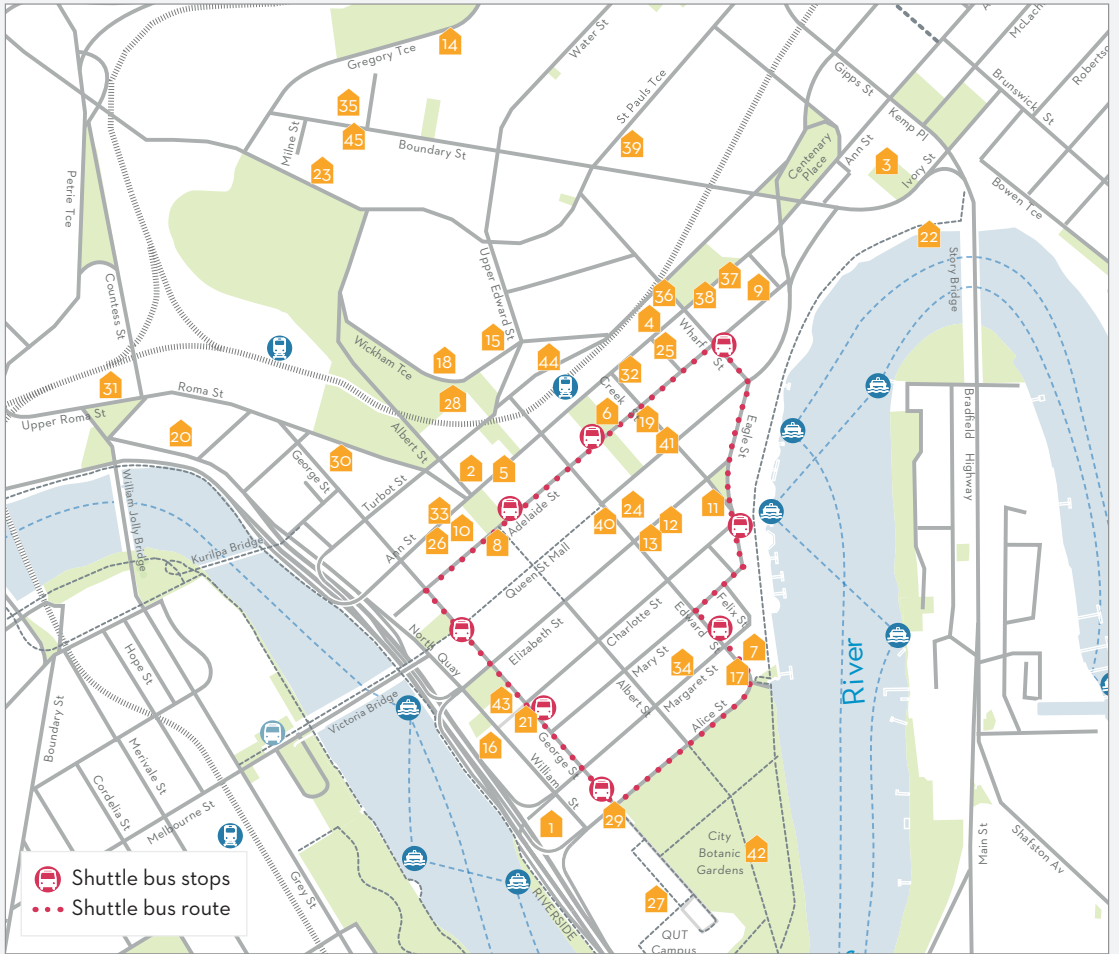 14
Gregory Tce
Water St
McLach
Gipps St
Brunswick St
Robertso
35
St Pauls Tce
Kemp Pl
45
Milne St
Boundary St
39
Centenary
Place
Ann St
3
Ivory St
23
Petrie Tce
Bowen Tce
22
Story Bridge
Upper Edward St
Countess St
37
36
38
9
4
Wharf St
15
25
44
18
Wickham Tce
32
31
Roma St
Upper Roma St
28
Creek
6
19
41
Eagle St
Bradfield Highway
20
Albert St
George St
30
2
5
Turbot St
33
10
26
8
Adelaide St
Ann St
24
40
12
13
11
William Jolly Bridge
Kurilpa Bridge
Queen St Mall
North Quay
Elizabeth St
Charlotte St
Edward St
Felix St
7
Mary St
34
17
Margaret St
Albert St
River
Hope St
43
21
Victoria Bridge
Alice St
16
George St
William St
Boundary St
Merivale St
Cordelia St
Melbourne St
1
29
City
Botanic
Gardens
42
Main St
Shafston Av
Grey St
RIVERSIDE
27
QUT
Campus
s
Shuttle bus stops
Shuttle bus route